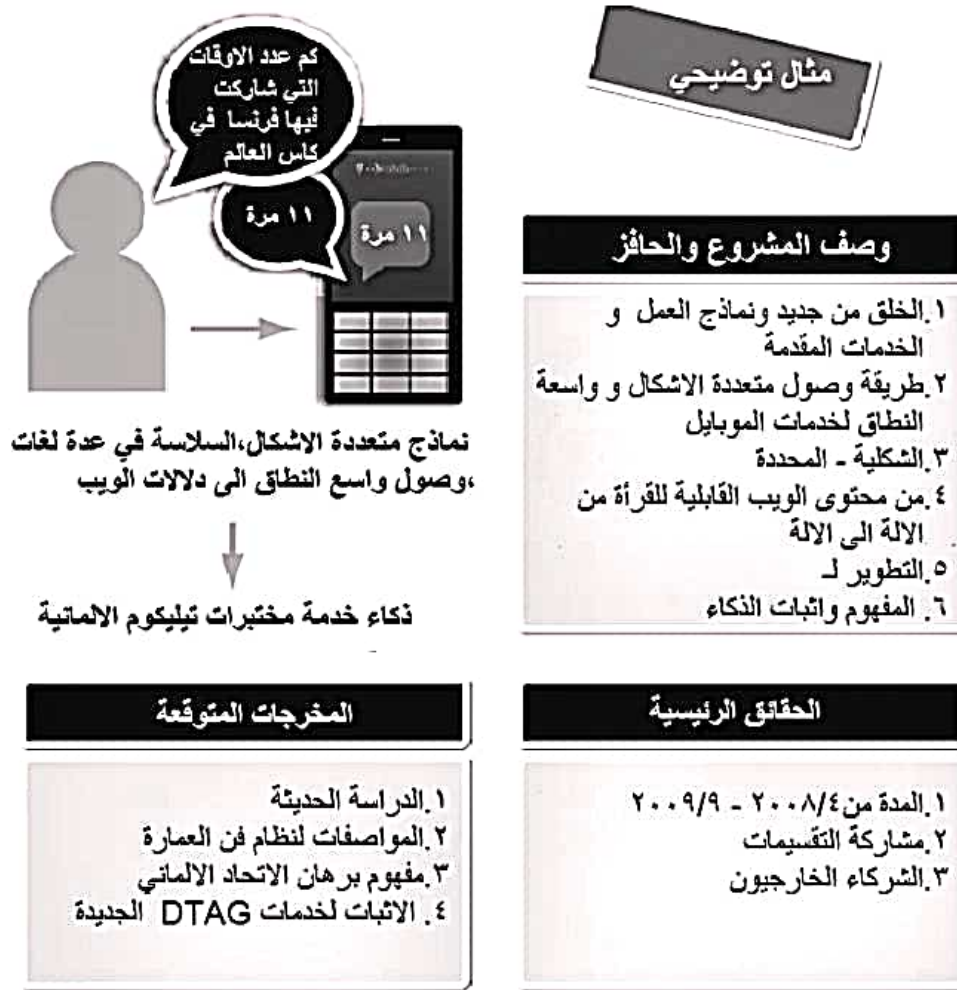 مثال توضيحي
كم عدد الاوقات
التي شاركت
فيها فرنسا في
كاس العالم
١١ مرة
١١ مرة
نماذج متعددة الاشكال،السلاسة في عدة لغات
،وصول واسع النطاق الى دلالات الويب
ذكاء خدمة مختبرات تيليكوم الالمانية
وصف المشروع والحافز
١.الخلق من جديد ونماذج العمل و
الخدمات المقدمة
٢.طريقة وصول متعددة الاشكال و واسعة
النطاق لخدمات الموبايل
٣.الشكلية - المحددة
٤.من محتوى الويب القابلية للقرأة من
الالة الى الالة
٥.التطوير لـ
٦. المفهوم واثبات الذكاء
الحقائق الرئيسية
١.المدة من٢٠٠٨/٤ - ٢٠٠٩/٩
٢.مشاركة التقسيمات
٣.الشركاء الخارجيون
المخرجات المتوقعة
١.الدراسة الحديثة
٢.المواصفات لنظام فن العمارة
٣.مفهوم برهان الاتحاد الالماني
٤. الاثبات لخدمات DTAG الجديدة